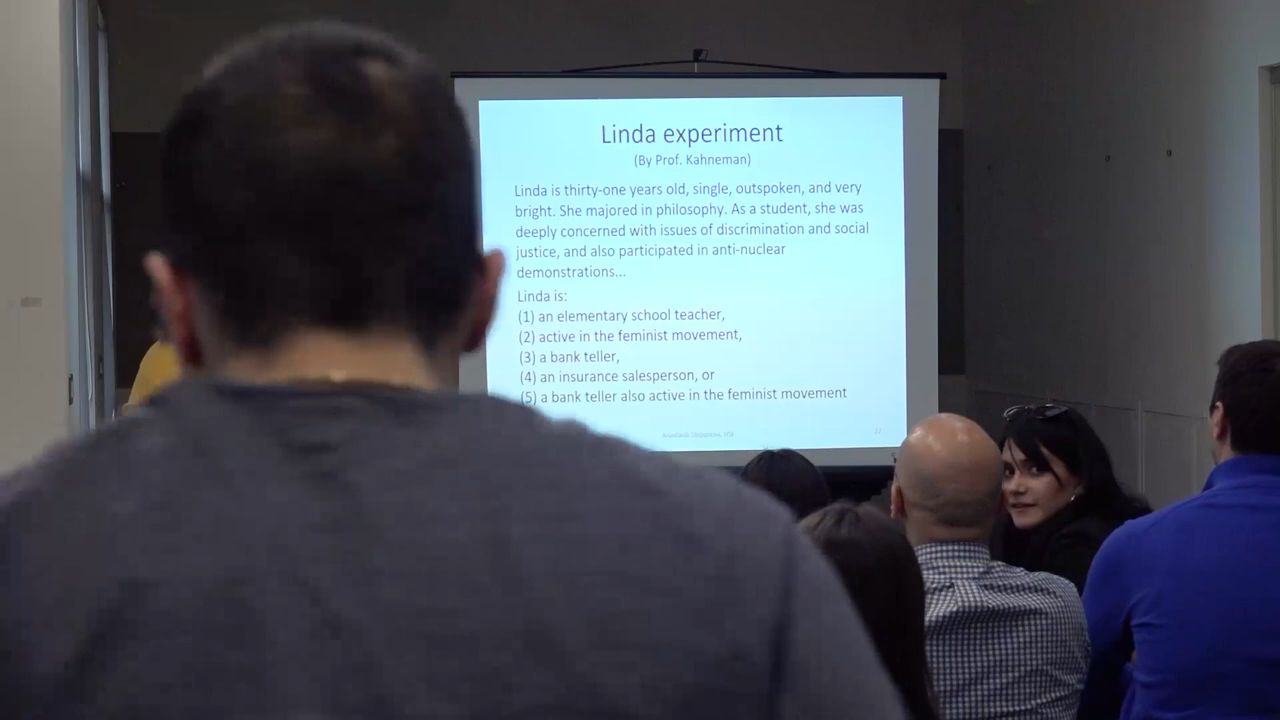 Linda experiment
(By Prof. Kahneman)
Linda is thirty-one years old, single, outspoken, and very
bright. She majored in philosophy. As a student, she was
deeply concerned with issues of discrimination and social
justice, and also participated in anti-nuclear
demonstrations...
Linda is:
(1) an elementary school teacher,
(2) active in the feminist movement,
(3) a bank teller,
(4) an insurance salesperson, or
(5) a bank teller also active in the feminist movement